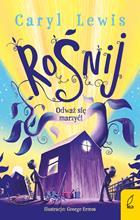 Caryl Lewis
ROŚNIJ
Odważ się
marzyć!
Ilustracje: George Ermos